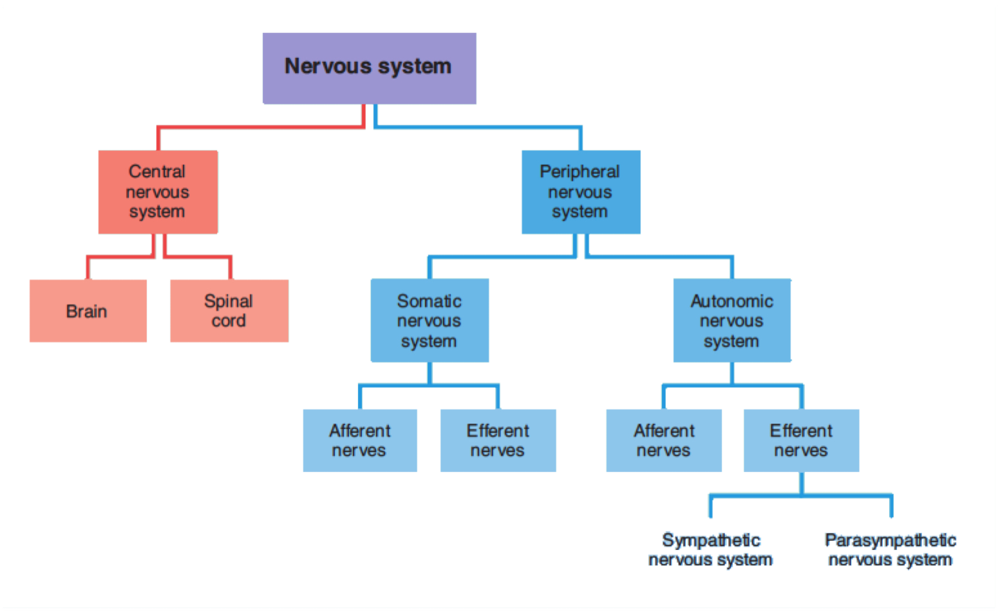 Nervous system
Central
nervous
system
Peripheral
nervous
system
Brain
Spinal
cord
Somatic
nervous
system
Autonomic
nervous
system
Afferent
nerves
Efferent
nerves
Afferent
nerves
Efferent
nerves
Sympathetic
nervous system
Parasympathetic
nervous system